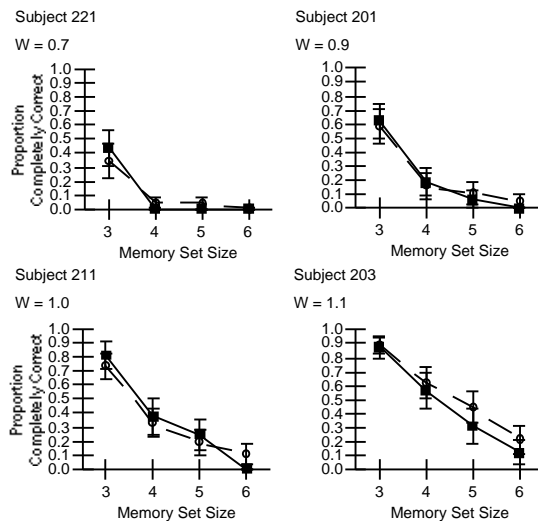 Subject 221
W = 0.7
Proportion
Completely Correct
1.0
0.9
0.8
0.7
0.6
0.5
0.4
0.3
0.2
0.1
0.0
3 4 5 6
Memory Set Size
Subject 201
W = 0.9
1.0
0.9
0.8
0.7
0.6
0.5
0.4
0.3
0.2
0.1
0.0
3 4 5 6
Memory Set Size
Subject 211
W = 1.0
Proportion
Completely Correct
1.0
0.9
0.8
0.7
0.6
0.5
0.4
0.3
0.2
0.1
0.0
3 4 5 6
Memory Set Size
Subject 203
W = 1.1
1.0
0.9
0.8
0.7
0.6
0.5
0.4
0.3
0.2
0.1
0.0
3 4 5 6
Memory Set Size